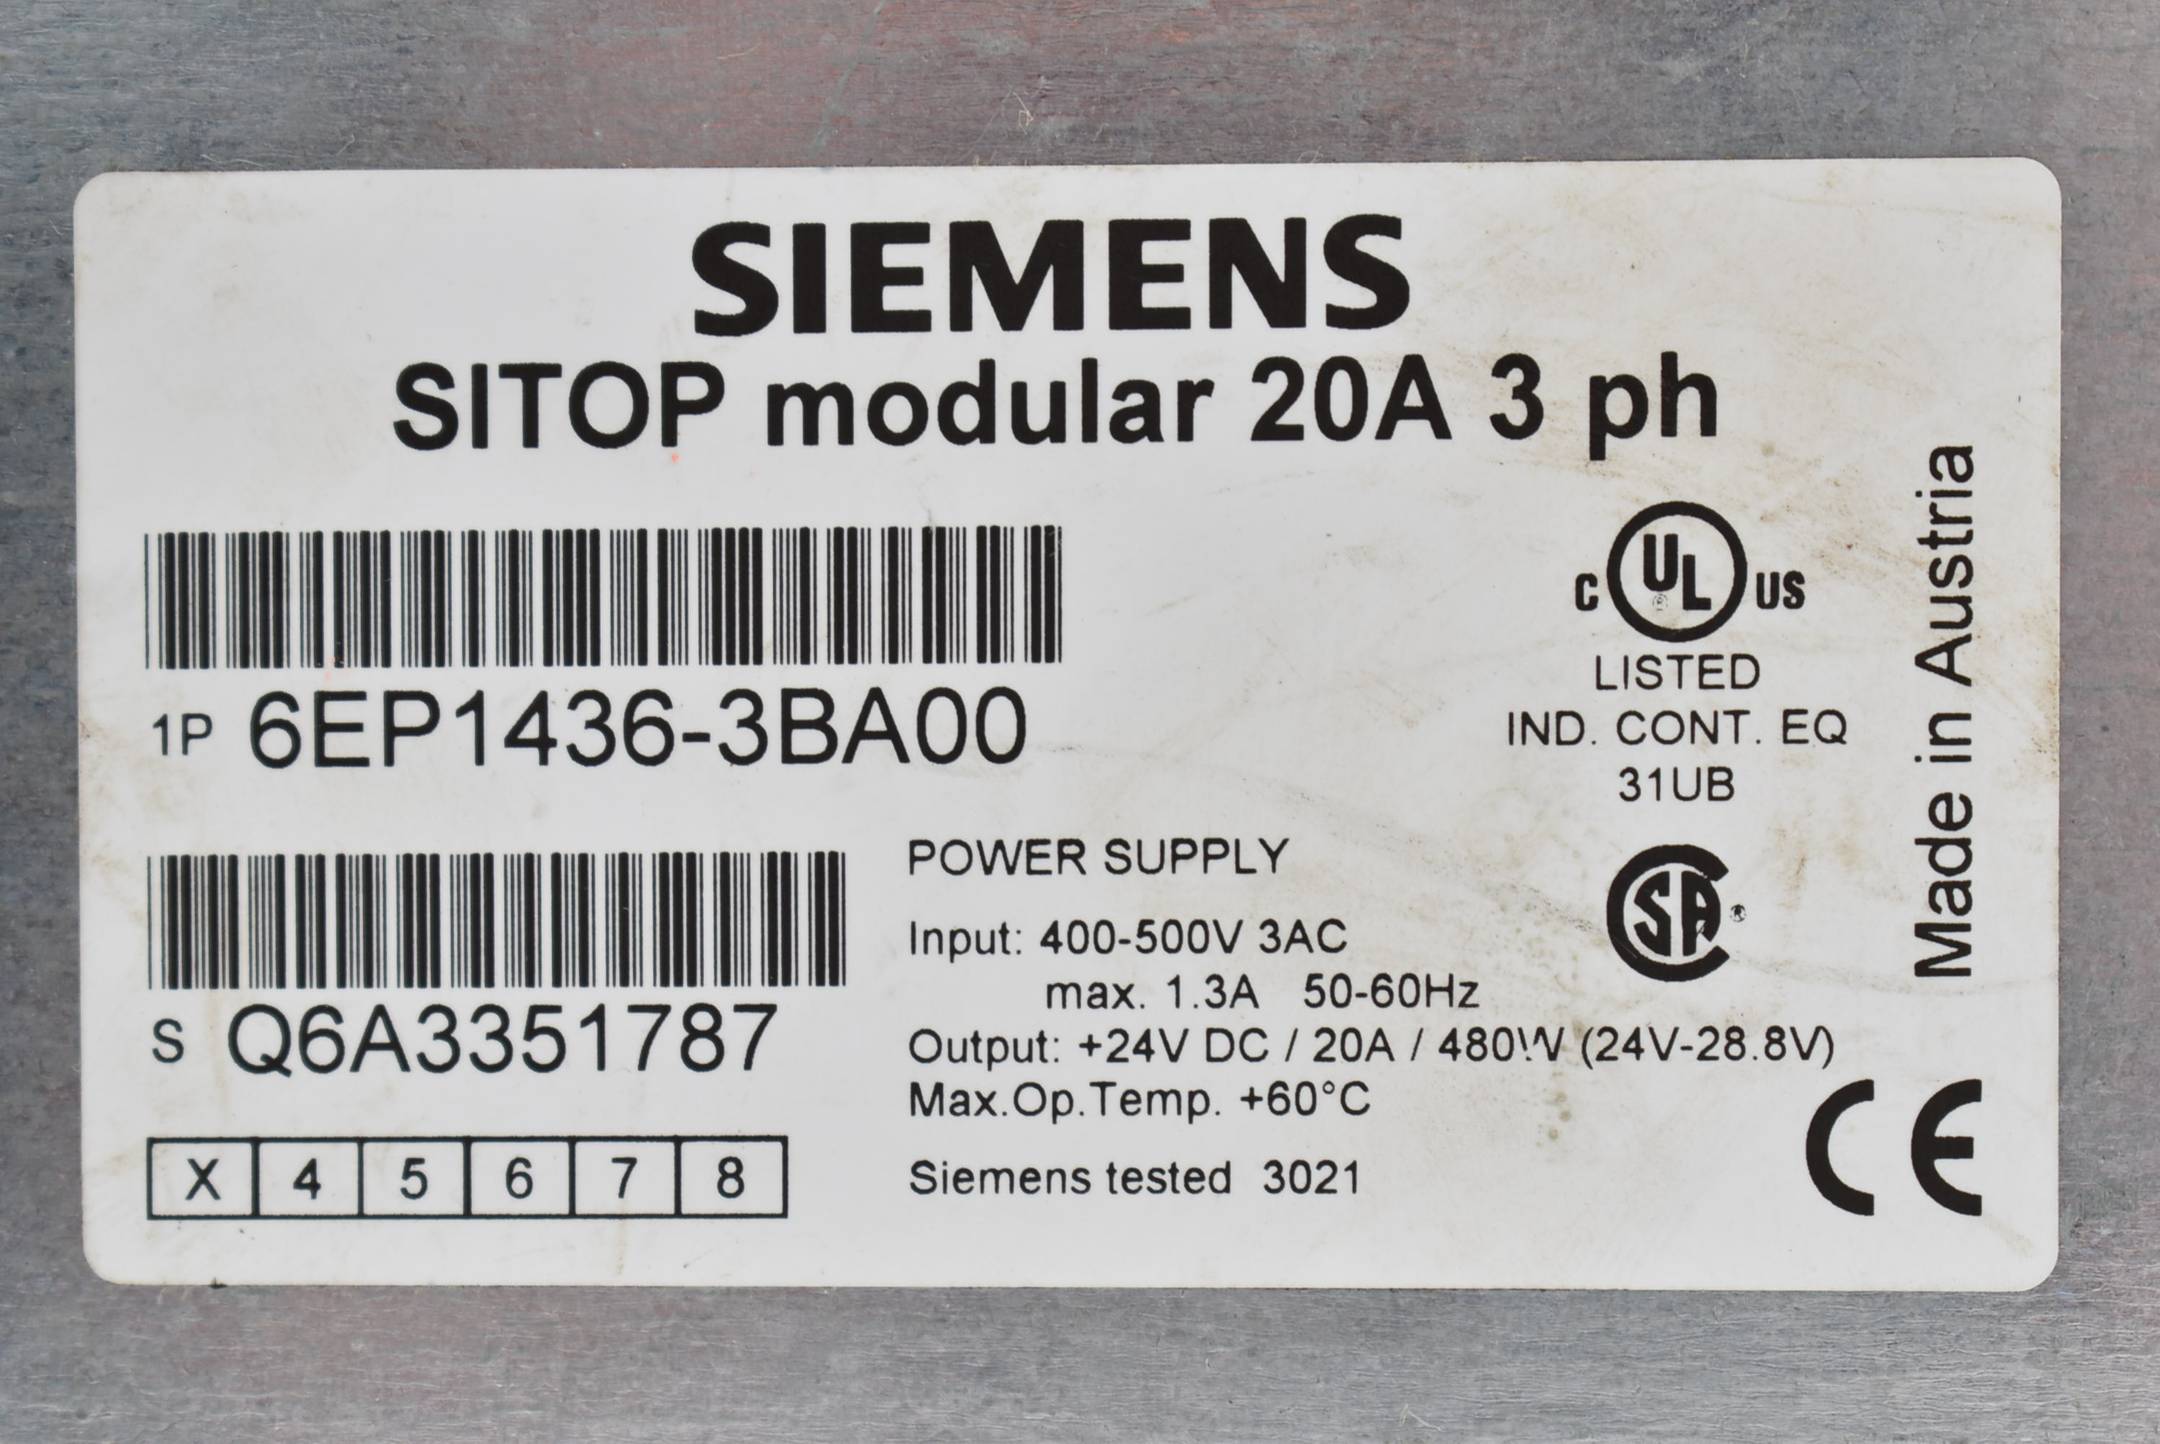 SIEMENS
SITOP modular 20A 3 ph
1P 6EP1436-3BA00
S Q6A3351787
X 4 5 6 7 8
POWER SUPPLY
Input: 400-500V 3AC
max. 1.3A 50-60Hz
Output: +24V DC / 20A / 480W (24V-28.8V)
Max.Op.Temp. +60°C
Siemens tested 3021
C UL ® US
LISTED
IND. CONT. EQ
31UB
CSA ®
CE
Made in Austria